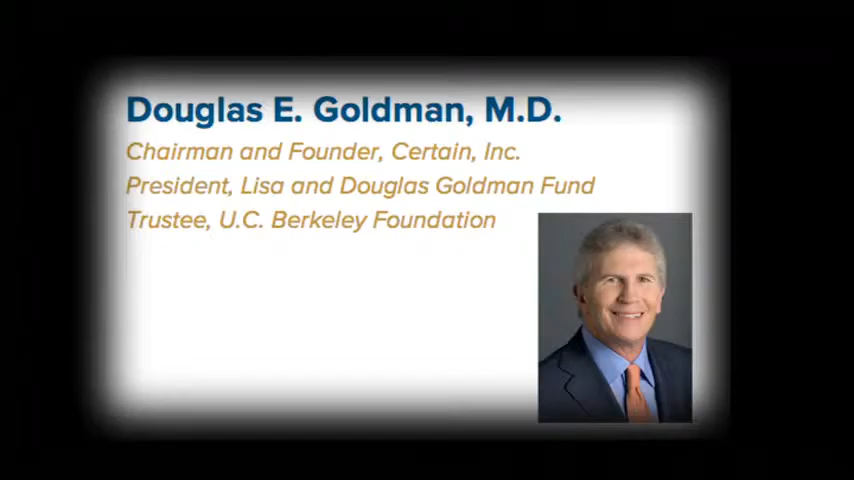 Douglas E. Goldman, M.D.
Chairman and Founder, Certain, Inc.
President, Lisa and Douglas Goldman Fund
Trustee, U.C. Berkeley Foundation